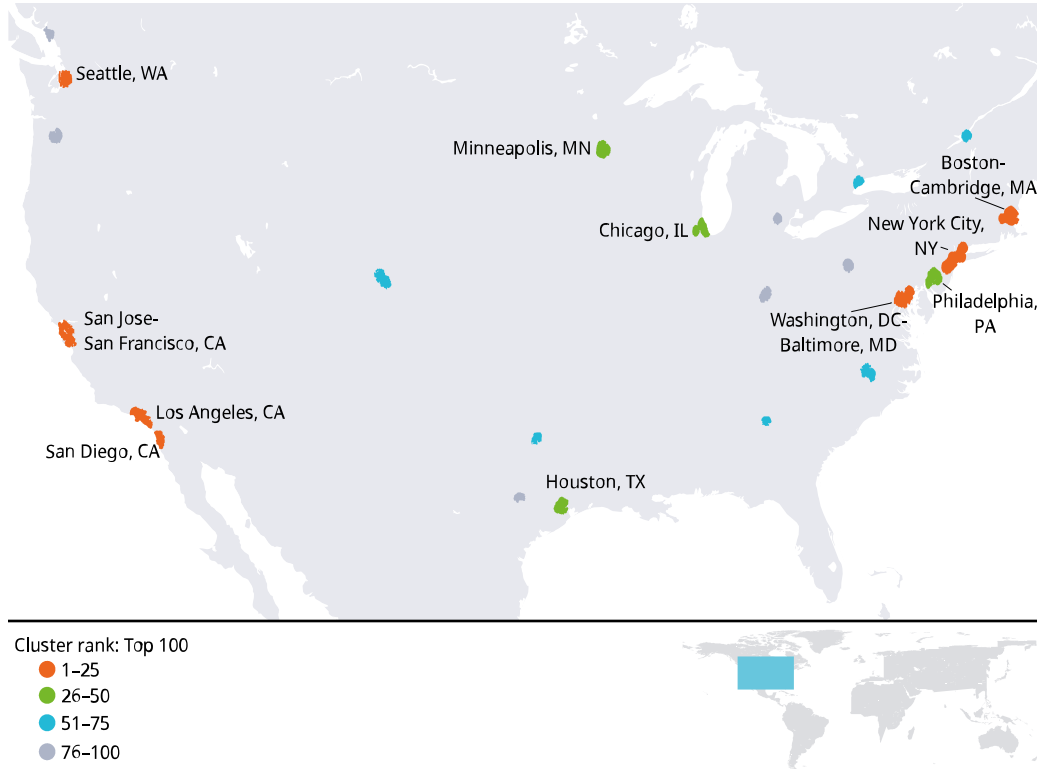 Seattle, WA
Minneapolis, MN
Boston-
Cambridge, MA
New York City,
NY
Chicago, IL
Philadelphia,
PA
Washington, DC-
Baltimore, MD
San Jose-
San Francisco, CA
Los Angeles, CA
San Diego, CA
Houston, TX
Cluster rank: Top 100
1–25
26–50
51–75
76–100